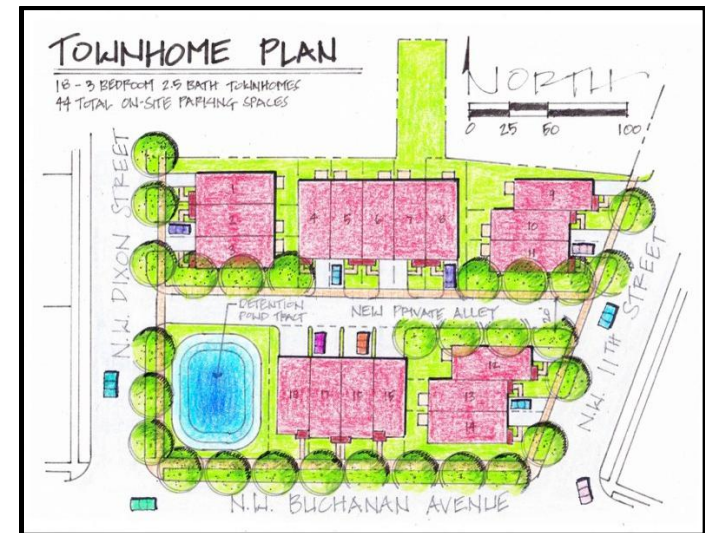 TOWNHOME PLAN
18 - 3 BEDROOM 2.5 BATH TOWNHOMES
44 TOTAL ON-SITE PARKING SPACES
NORTH
0 25 50 100
N.W. DIXON STREET
1
2
3
4 5 6 7 8
9
10
11
DETENTION
POND TRACT
NEW PRIVATE ALLEY
N.W. 11TH STREET
18 17 16 15
12
13
14
N.W. BUCHANAN AVENUE